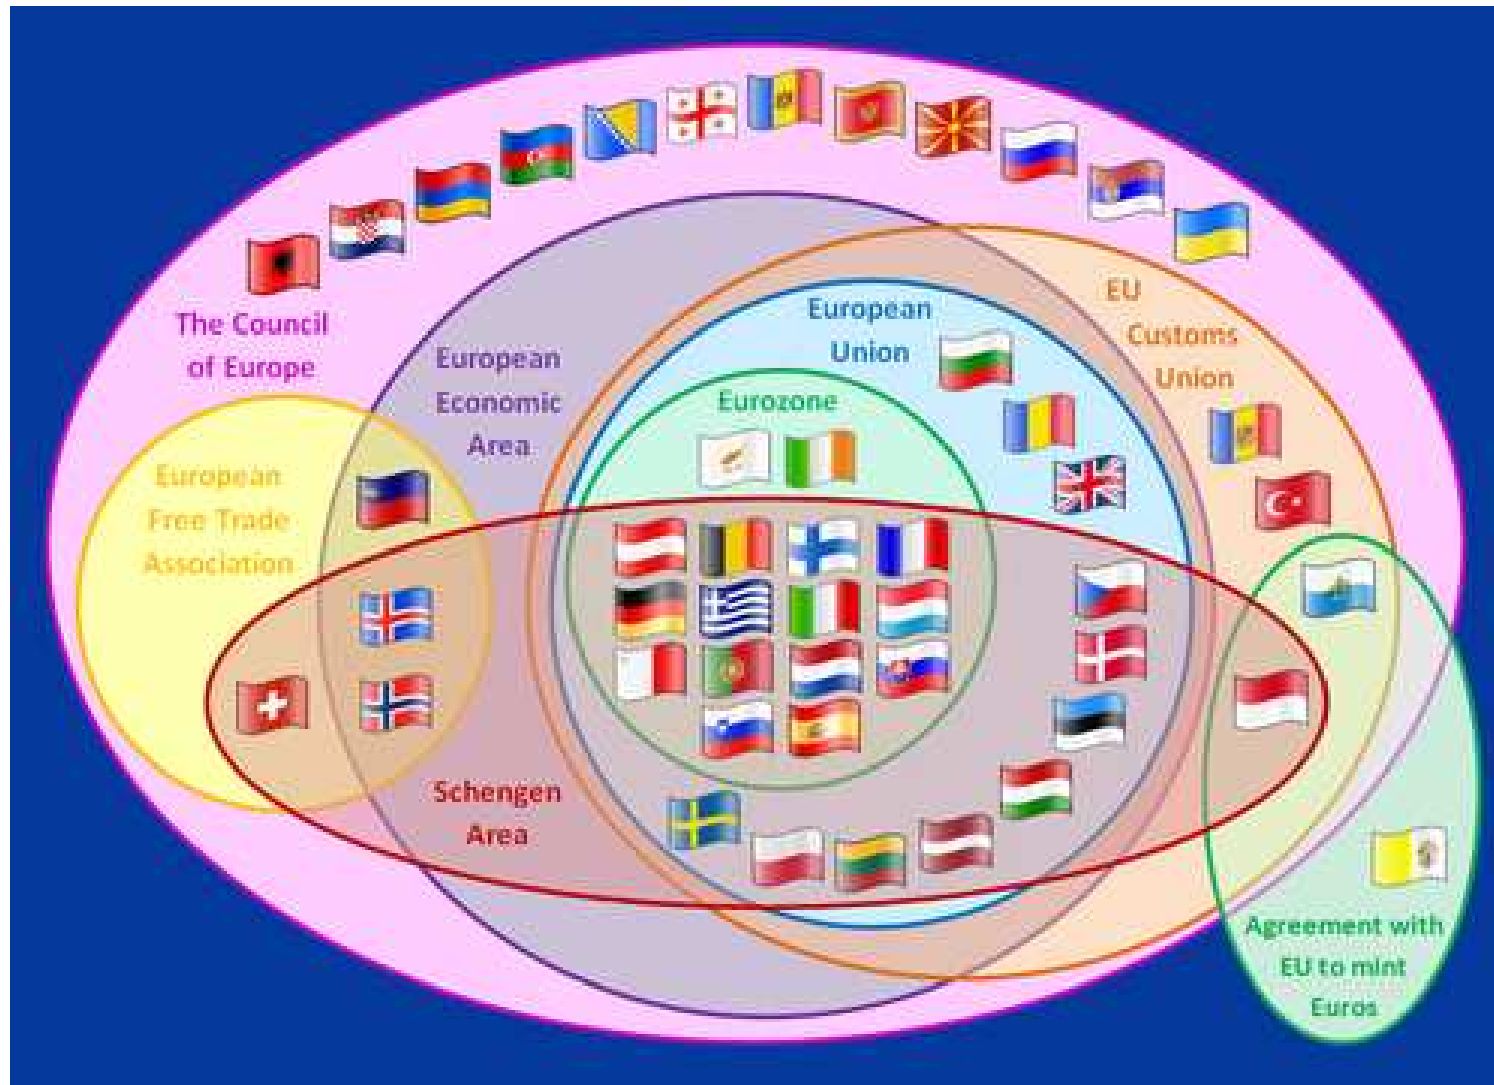 The Council
of Europe
European
Economic
Area
European
Union
EU
Customs
Union
Eurozone
European
Free Trade
Association
Schengen
Area
Agreement with
EU to mint
Euros